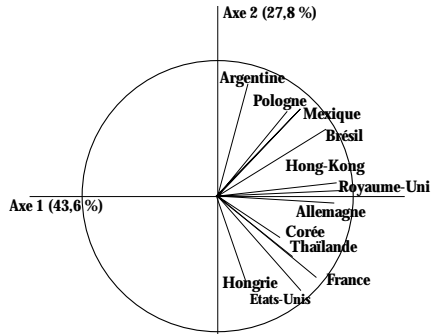 Axe 2 (27,8 %)
Argentine
Pologne
Mexique
Brésil
Hong-Kong
Royaume-Uni
Axe 1 (43,6 %)
Allemagne
Corée
Thaïlande
Hongrie
France
Etats-Unis